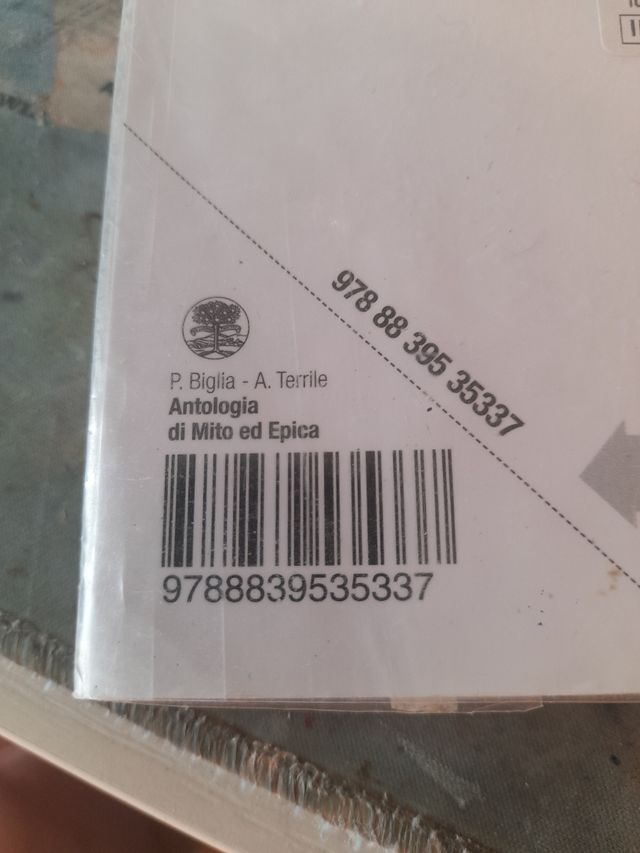 978 88 395 35337
P. Biglia - A. Terrile
Antologia
di Mito ed Epica
9788839535337